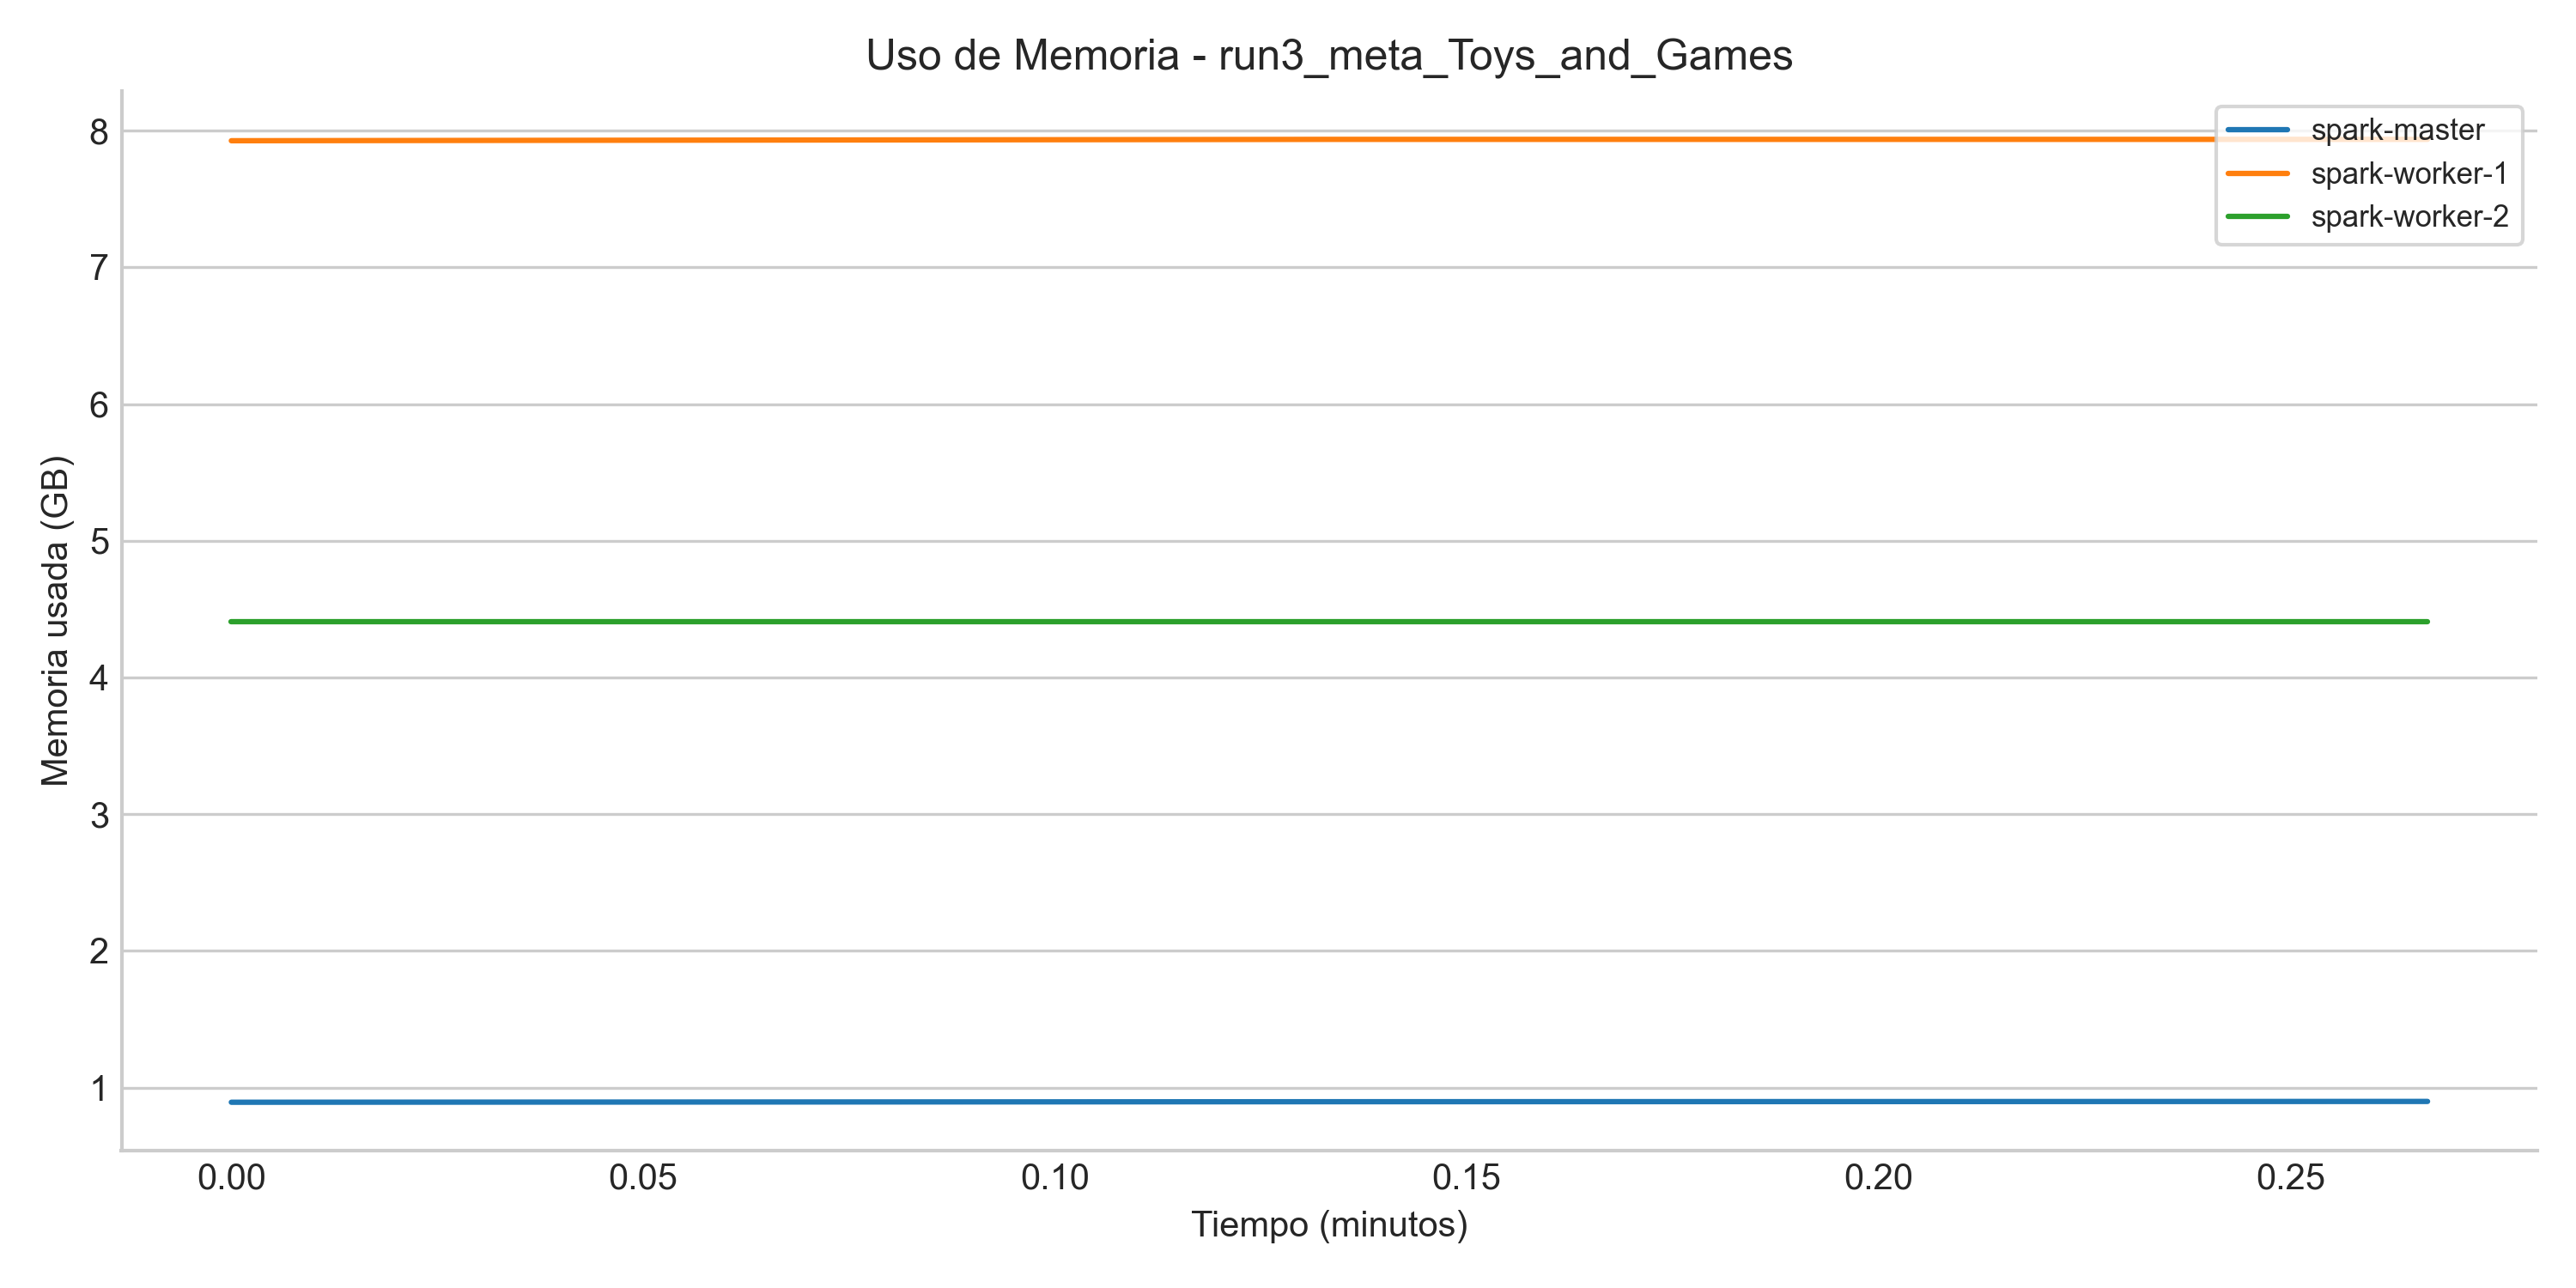 Uso de Memoria - run3_meta_Toys_and_Games
spark-master
spark-worker-1
spark-worker-2
Memoria usada (GB)
8
7
6
5
4
3
2
1
0.00 0.05 0.10 0.15 0.20 0.25
Tiempo (minutos)